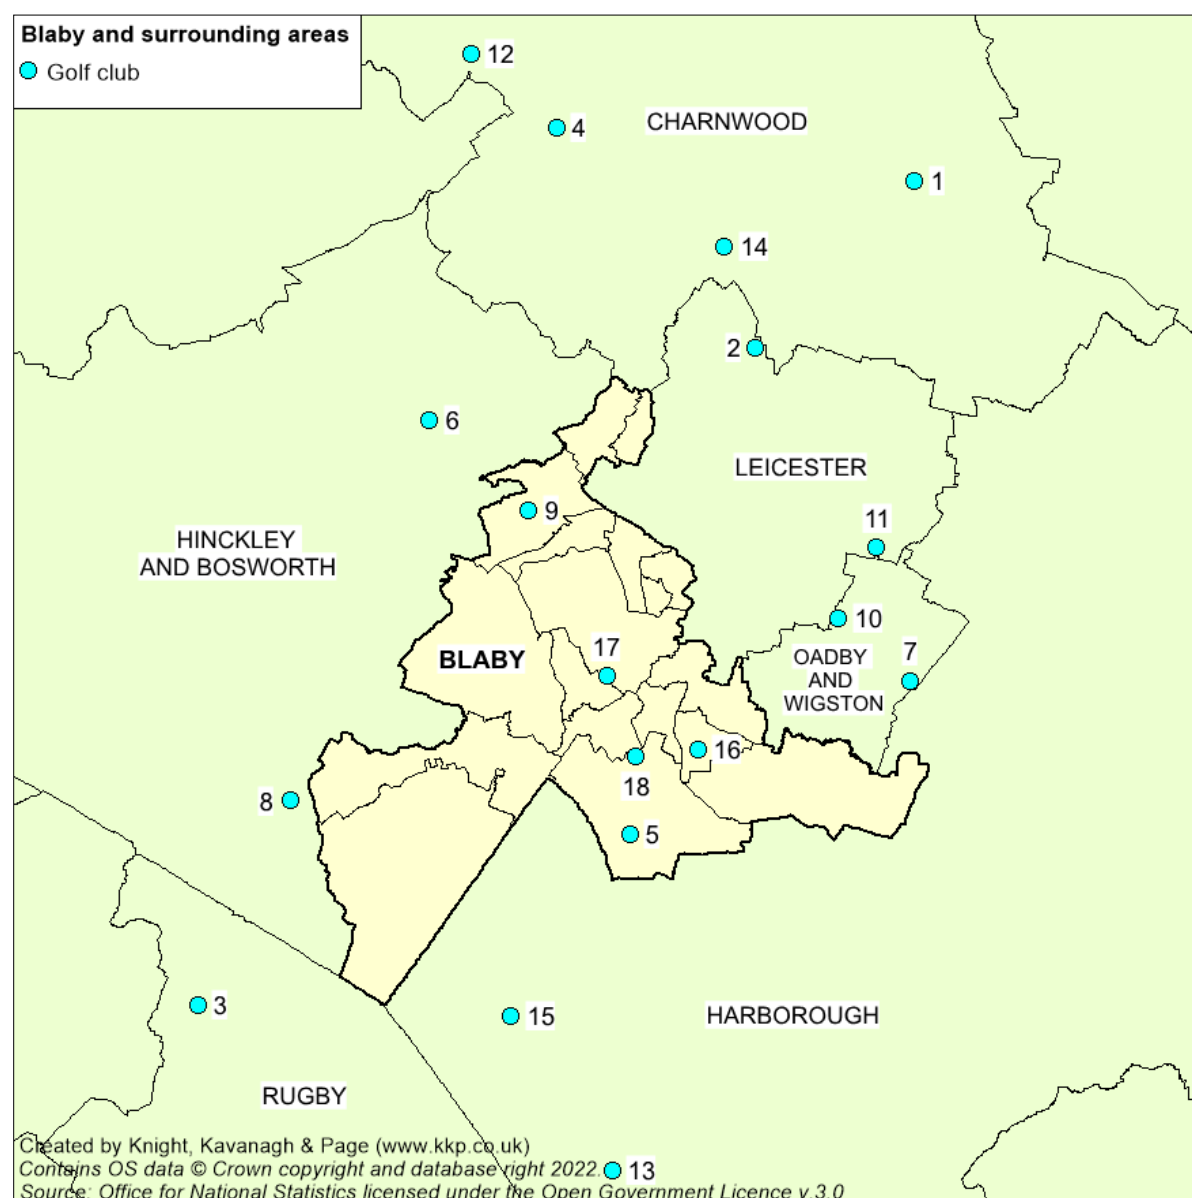 Blaby and surrounding areas
Golf club
12
4
CHARNWOOD
1
14
2
6
LEICESTER
9
11
HINCKLEY
AND BOSWORTH
10
17
BLABY
OADBY
AND
WIGSTON
7
16
18
8
5
3
15
HARBOROUGH
RUGBY
Created by Knight, Kavanagh & Page (www.kkp.co.uk)
Contains OS data © Crown copyright and database right 2022.
13
Source: Office for National Statistics licensed under the Open Government Licence v.3.0